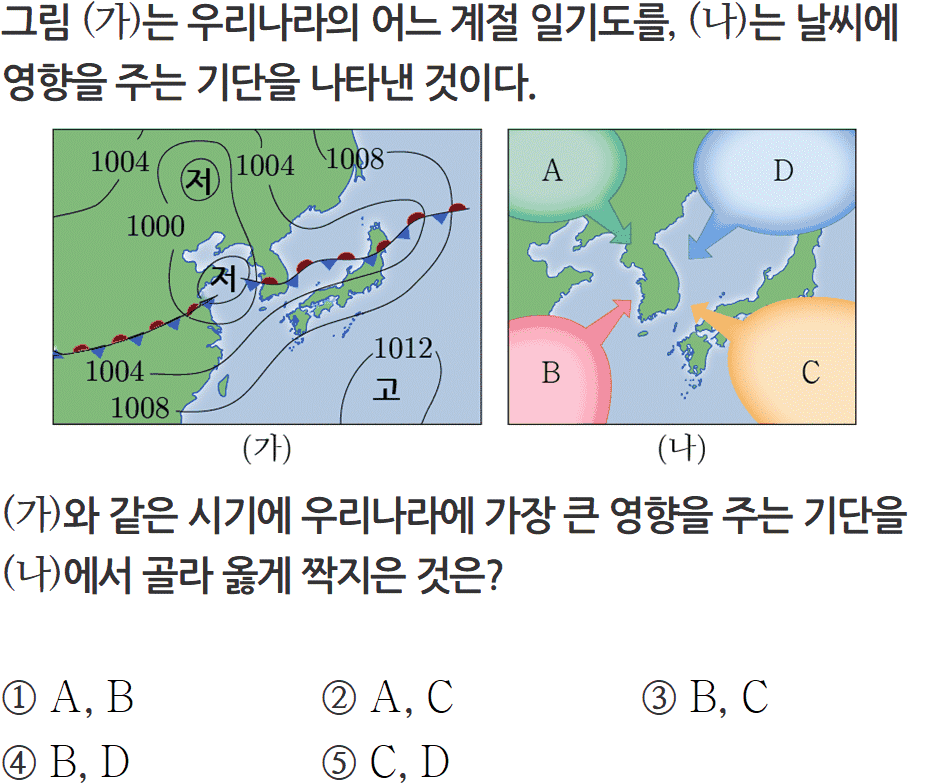 그림 (가)는 우리나라의 어느 계절 일기도를, (나)는 날씨에
영향을 주는 기단을 나타낸 것이다.
1004 1004 1008
저
1000
저
1004
1008
1012
고
(가)
A D
B C
(나)
(가)와 같은 시기에 우리나라에 가장 큰 영향을 주는 기단을
(나)에서 골라 옳게 짝지은 것은?
① A, B ② A, C ③ B, C
④ B, D ⑤ C, D